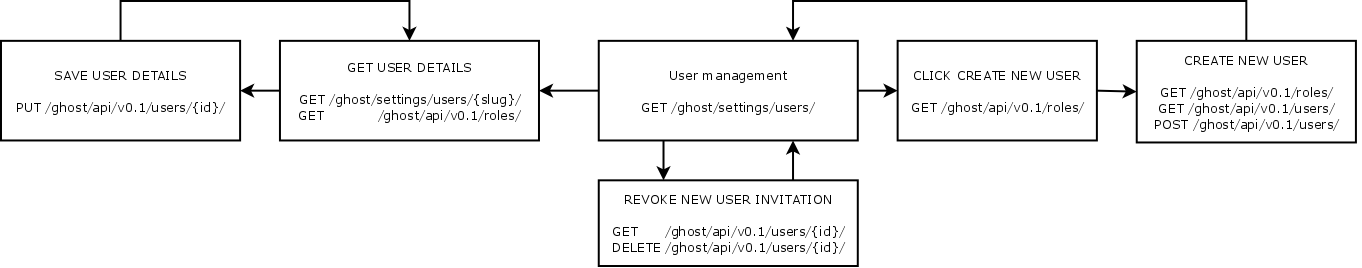 SAVE USER DETAILS
PUT /ghost/api/v0.1/users/{id}/
GET USER DETAILS
GET /ghost/settings/users/{slug}/
GET /ghost/api/v0.1/roles/
User management
GET /ghost/settings/users/
CLICK CREATE NEW USER
GET /ghost/api/v0.1/roles/
CREATE NEW USER
GET /ghost/api/v0.1/roles/
GET /ghost/api/v0.1/users/
POST /ghost/api/v0.1/users/
REVOKE NEW USER INVITATION
GET /ghost/api/v0.1/users/{id}/
DELETE /ghost/api/v0.1/users/{id}/